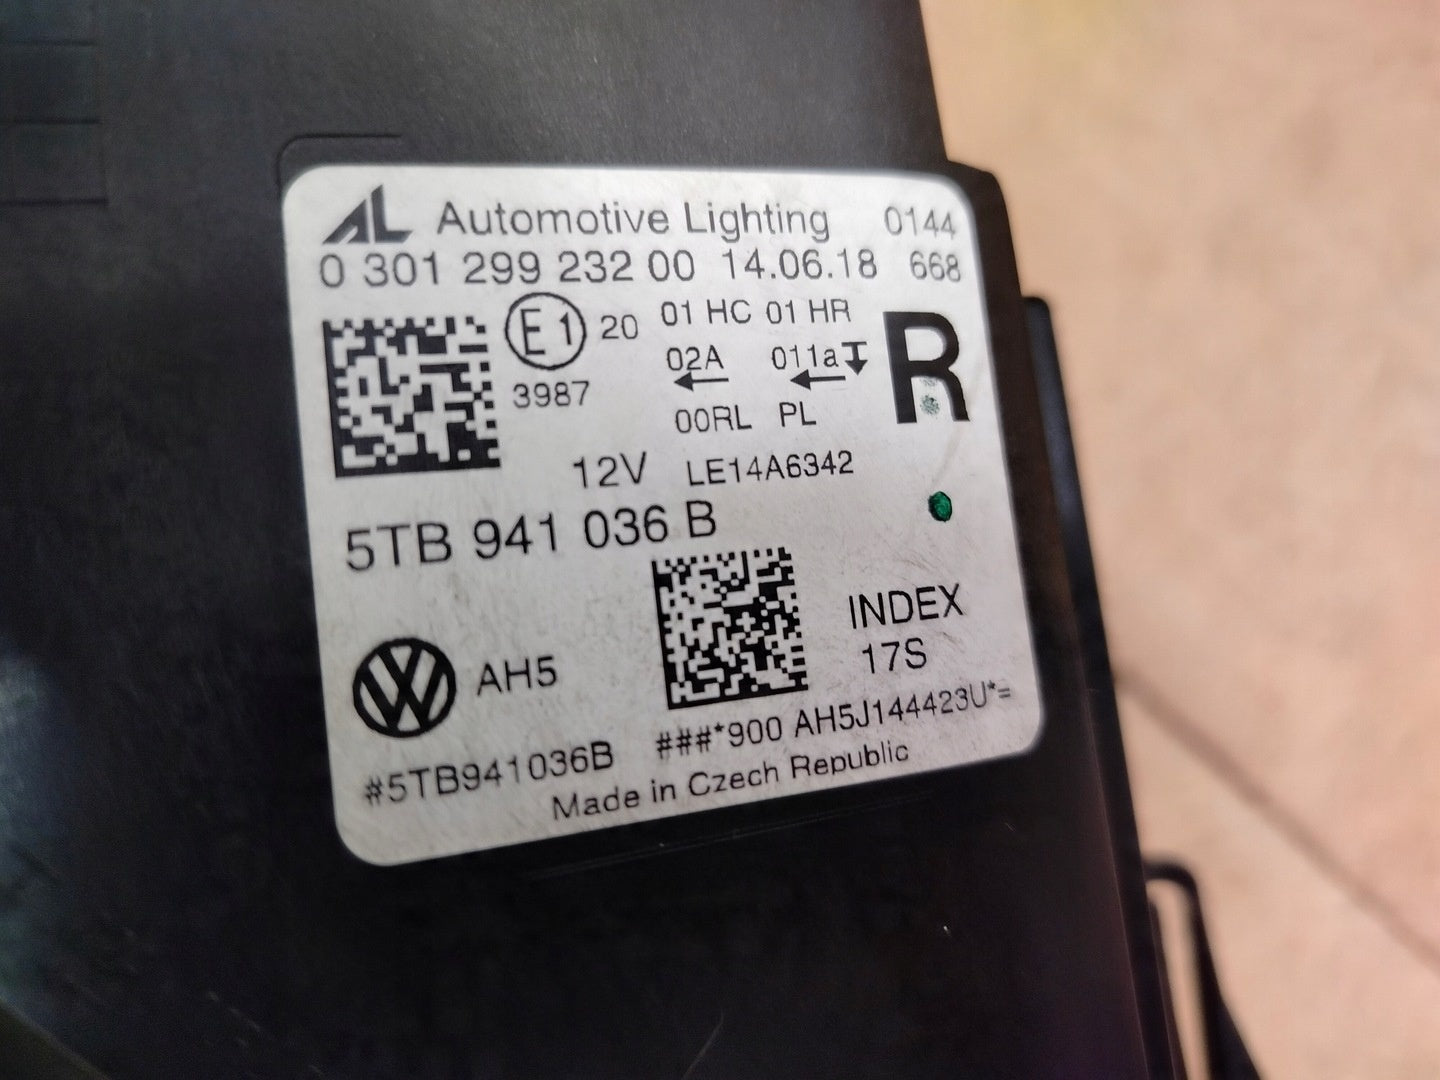 AL Automotive Lighting 0144
0 301 299 232 00 14.06.18 668
E1 20 01 HC 01 HR R
3987 02A 011a
00RL PL
12V LE14A6342
5TB 941 036 B
INDEX
17S
VW AH5
#5TB941036B ###*900 AH5J144423U*=
Made in Czech Republic